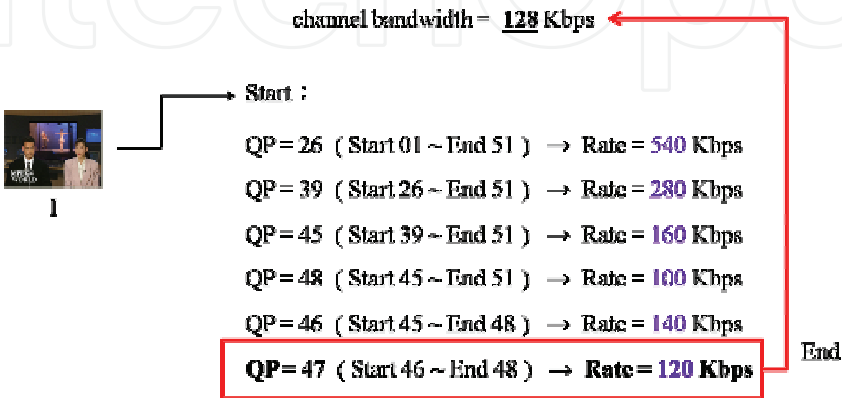 channel bandwidth = 128 Kbps
Start :
QP = 26 ( Start 01 ~ End 51 ) → Rate = 540 Kbps
QP = 39 ( Start 26 ~ End 51 ) → Rate = 280 Kbps
WORLD
1
QP = 45 ( Start 39 ~ End 51 ) → Rate = 160 Kbps
QP = 48 ( Start 45 ~ End 51 ) → Rate = 100 Kbps
QP = 46 ( Start 45 ~ End 48 ) → Rate = 140 Kbps
End
QP = 47 ( Start 46 ~ End 48 ) → Rate = 120 Kbps